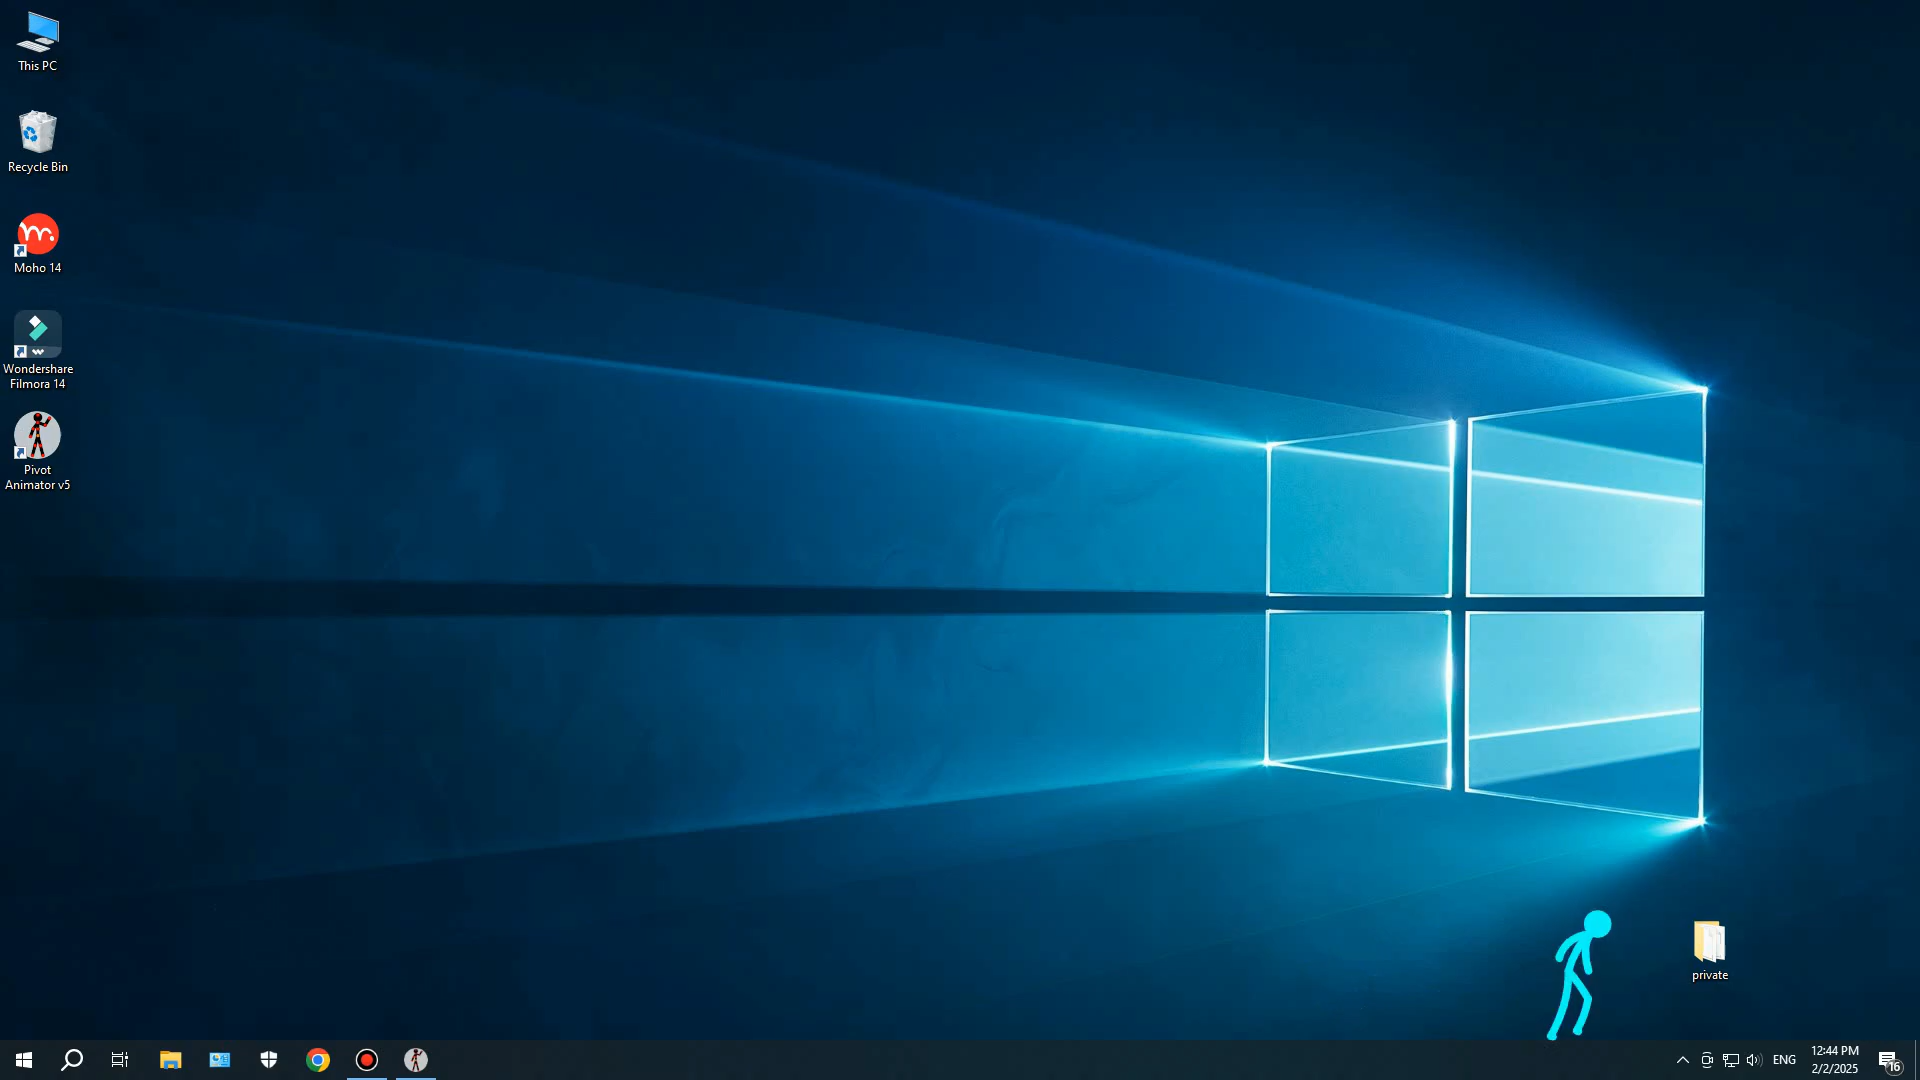 This PC
Recycle Bin
Moho 14
Wondershare
Filmora 14
Pivot
Animator v5
private
ENG
12:44 PM
2/2/2025
16